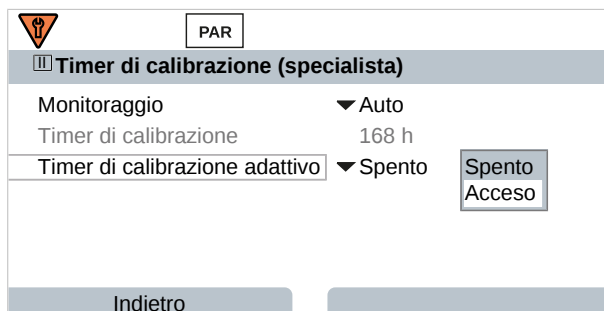 PAR
II Timer di calibrazione (specialista)
Monitoraggio Auto
Timer di calibrazione 168 h
Timer di calibrazione adattivo Spento Spento
Acceso
Indietro